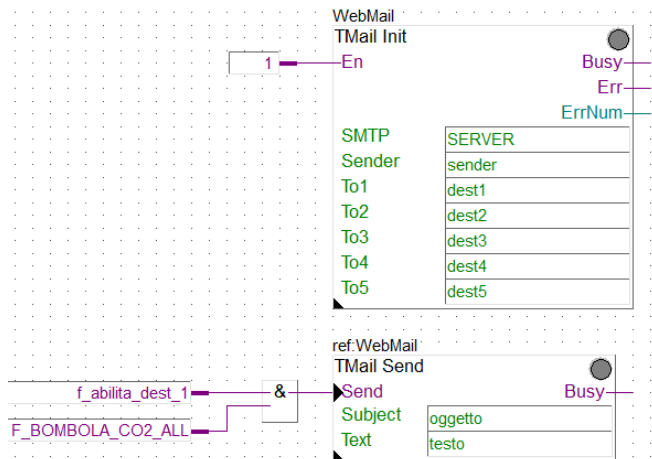 WebMail
TMail Init
1 En Busy
Err
ErrNum
SMTP SERVER
Sender sender
To1 dest1
To2 dest2
To3 dest3
To4 dest4
To5 dest5
ref:WebMail
TMail Send
f_abilita_dest_1 & Send Busy
F_BOMBOLA_CO2_ALL
Subject oggetto
Text testo